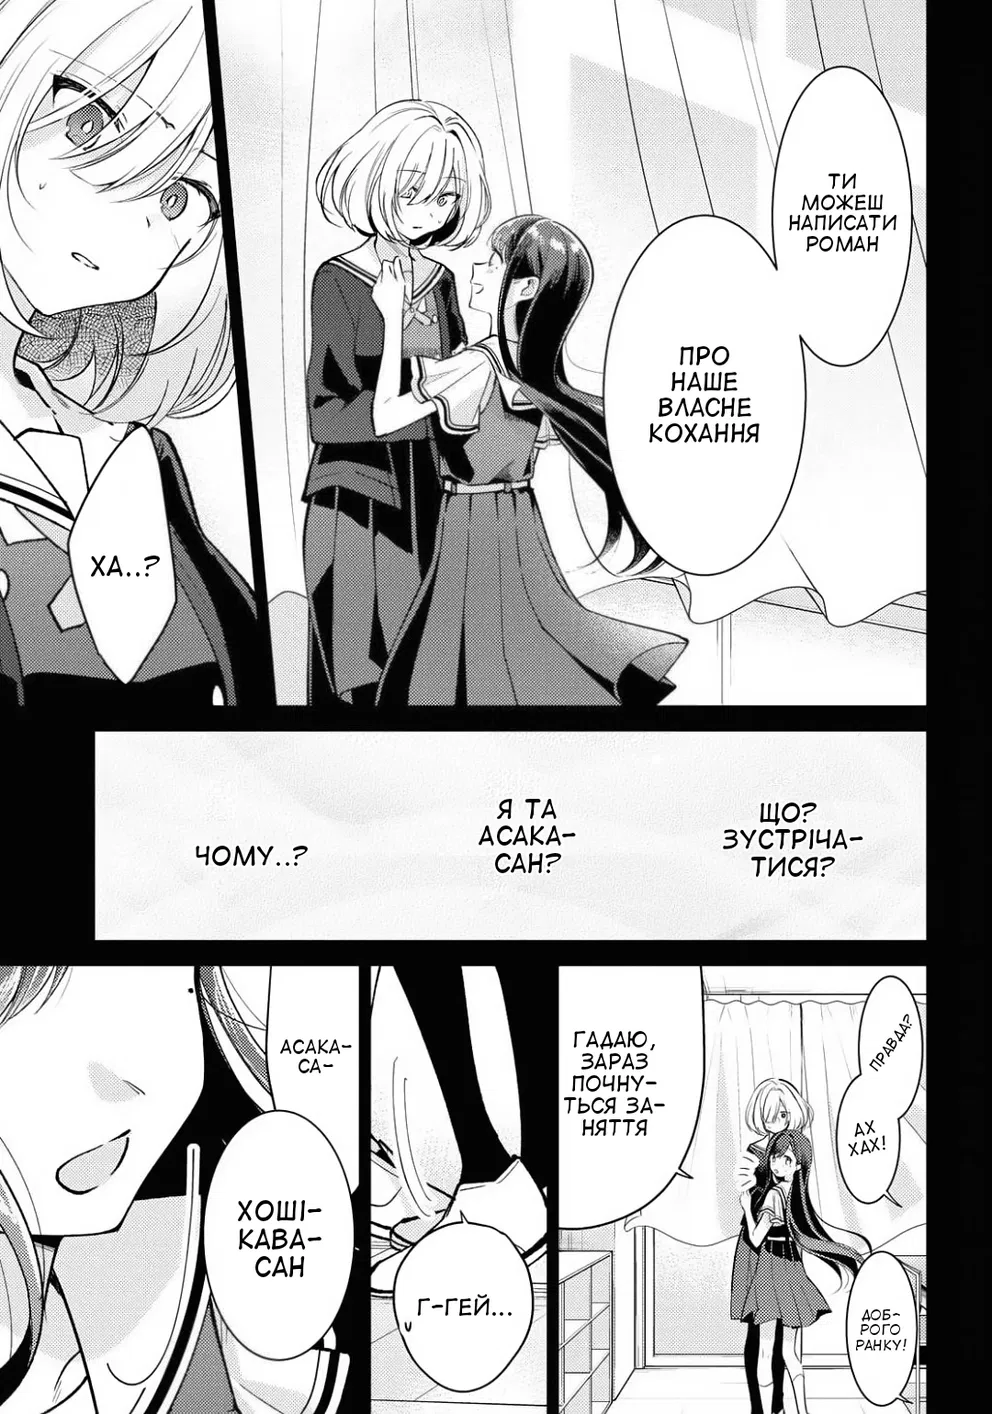 ТИ
МОЖЕШ
НАПИСАТИ
РОМАН
ПРО
НАШЕ
ВЛАСНЕ
КОХАННЯ
ХА..?
ЩО?
ЗУСТРІЧА-
ТИСЯ?
Я ТА
АСАКА-
САН?
ЧОМУ..?
ПРАВДА?
АХ
ХАХ!
ДОБ-
РОГО
РАНКУ!
ГАДАЮ,
ЗАРАЗ
ПОЧНУ-
ТЬСЯ ЗА-
НЯТТЯ
Г-ГЕЙ...
АСАКА-
СА-
ХОШІ-
КАВА-
САН